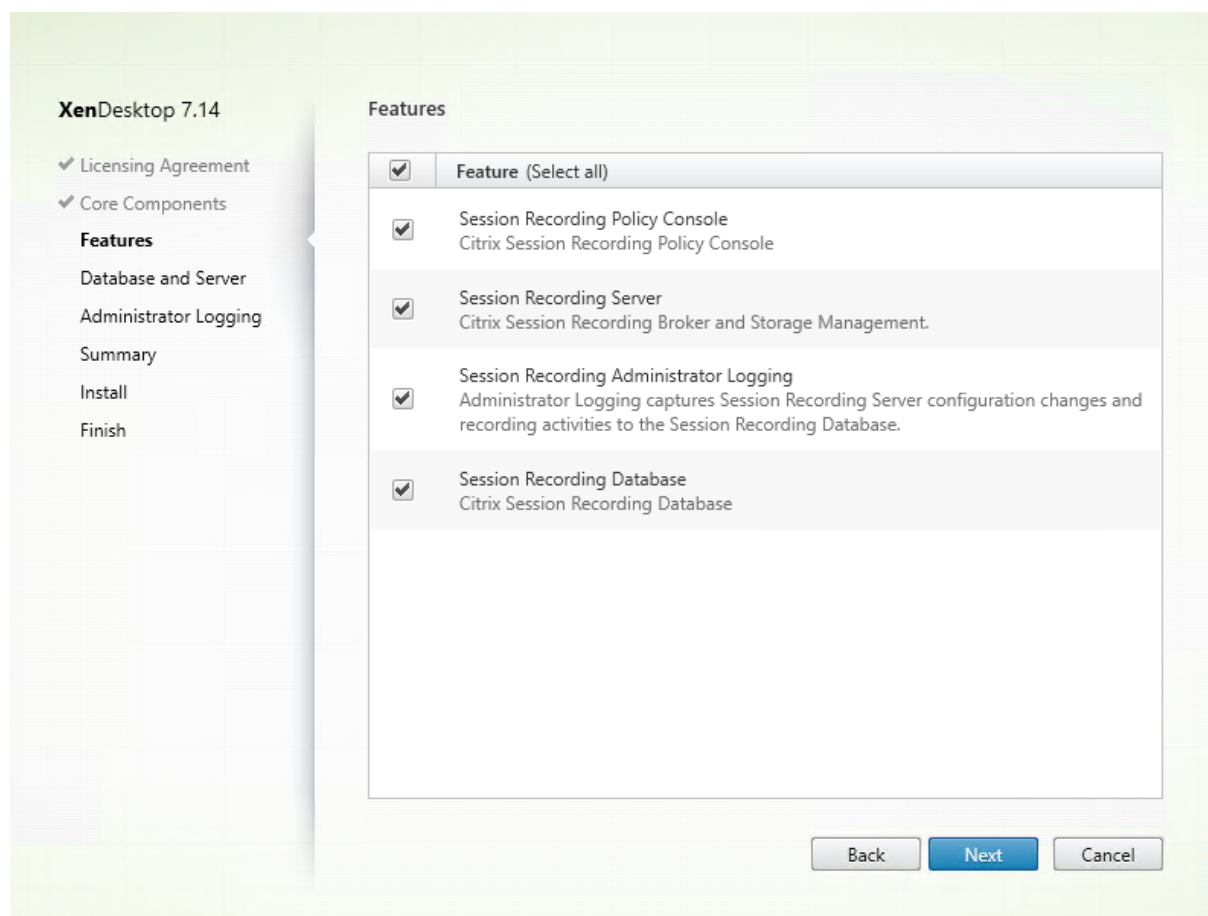 XenDesktop 7.14
Licensing Agreement
Core Components
Features
Database and Server
Administrator Logging
Summary
Install
Finish
Features
Feature (Select all)
Session Recording Policy Console
Citrix Session Recording Policy Console
Session Recording Server
Citrix Session Recording Broker and Storage Management.
Session Recording Administrator Logging
Administrator Logging captures Session Recording Server configuration changes and
recording activities to the Session Recording Database.
Session Recording Database
Citrix Session Recording Database
Back
Next
Cancel